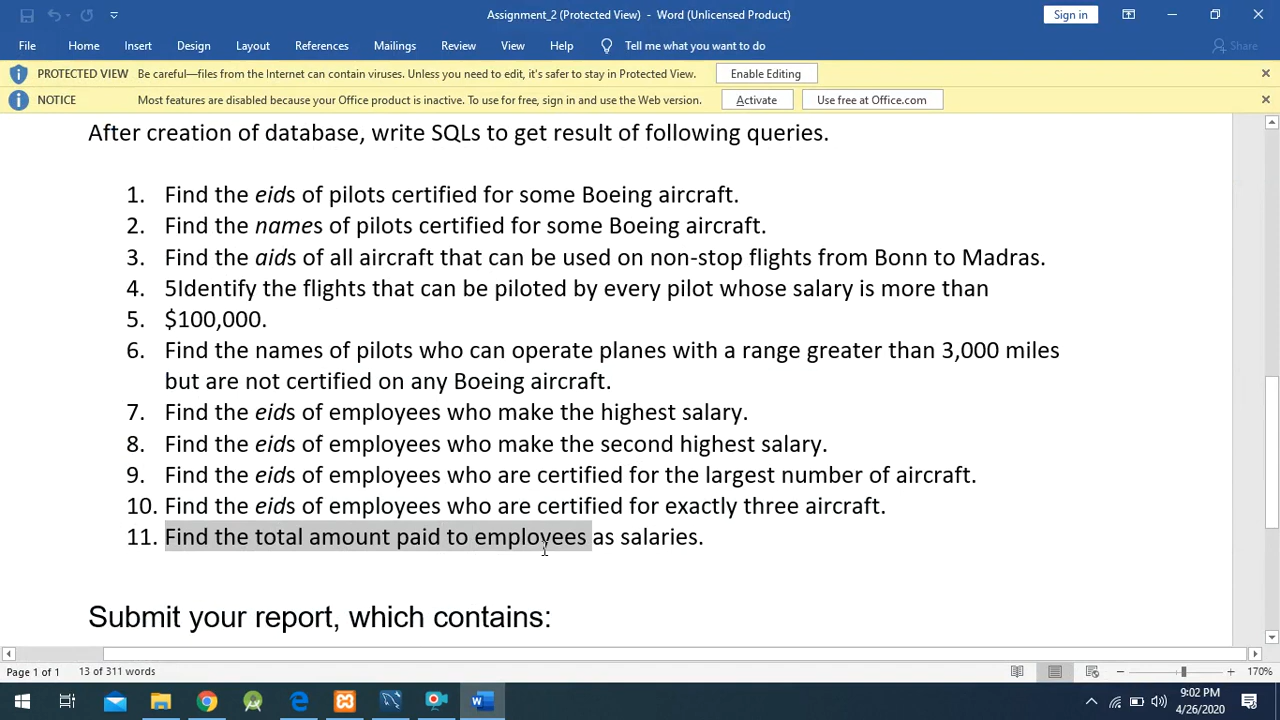 Assignment_2 (Protected View) - Word (Unlicensed Product)
Sign in
File Home Insert Design Layout References Mailings Review View Help Tell me what you want to do Share
PROTECTED VIEW Be careful—files from the Internet can contain viruses. Unless you need to edit, it's safer to stay in Protected View. Enable Editing
NOTICE Most features are disabled because your Office product is inactive. To use for free, sign in and use the Web version. Activate Use free at Office.com
After creation of database, write SQLs to get result of following queries.
1. Find the eids of pilots certified for some Boeing aircraft.
2. Find the names of pilots certified for some Boeing aircraft.
3. Find the aids of all aircraft that can be used on non-stop flights from Bonn to Madras.
4. 5Identify the flights that can be piloted by every pilot whose salary is more than
5. $100,000.
6. Find the names of pilots who can operate planes with a range greater than 3,000 miles
but are not certified on any Boeing aircraft.
7. Find the eids of employees who make the highest salary.
8. Find the eids of employees who make the second highest salary.
9. Find the eids of employees who are certified for the largest number of aircraft.
10. Find the eids of employees who are certified for exactly three aircraft.
11. Find the total amount paid to employees as salaries.
Submit your report, which contains:
Page 1 of 1 13 of 311 words 170%
9:02 PM
4/26/2020